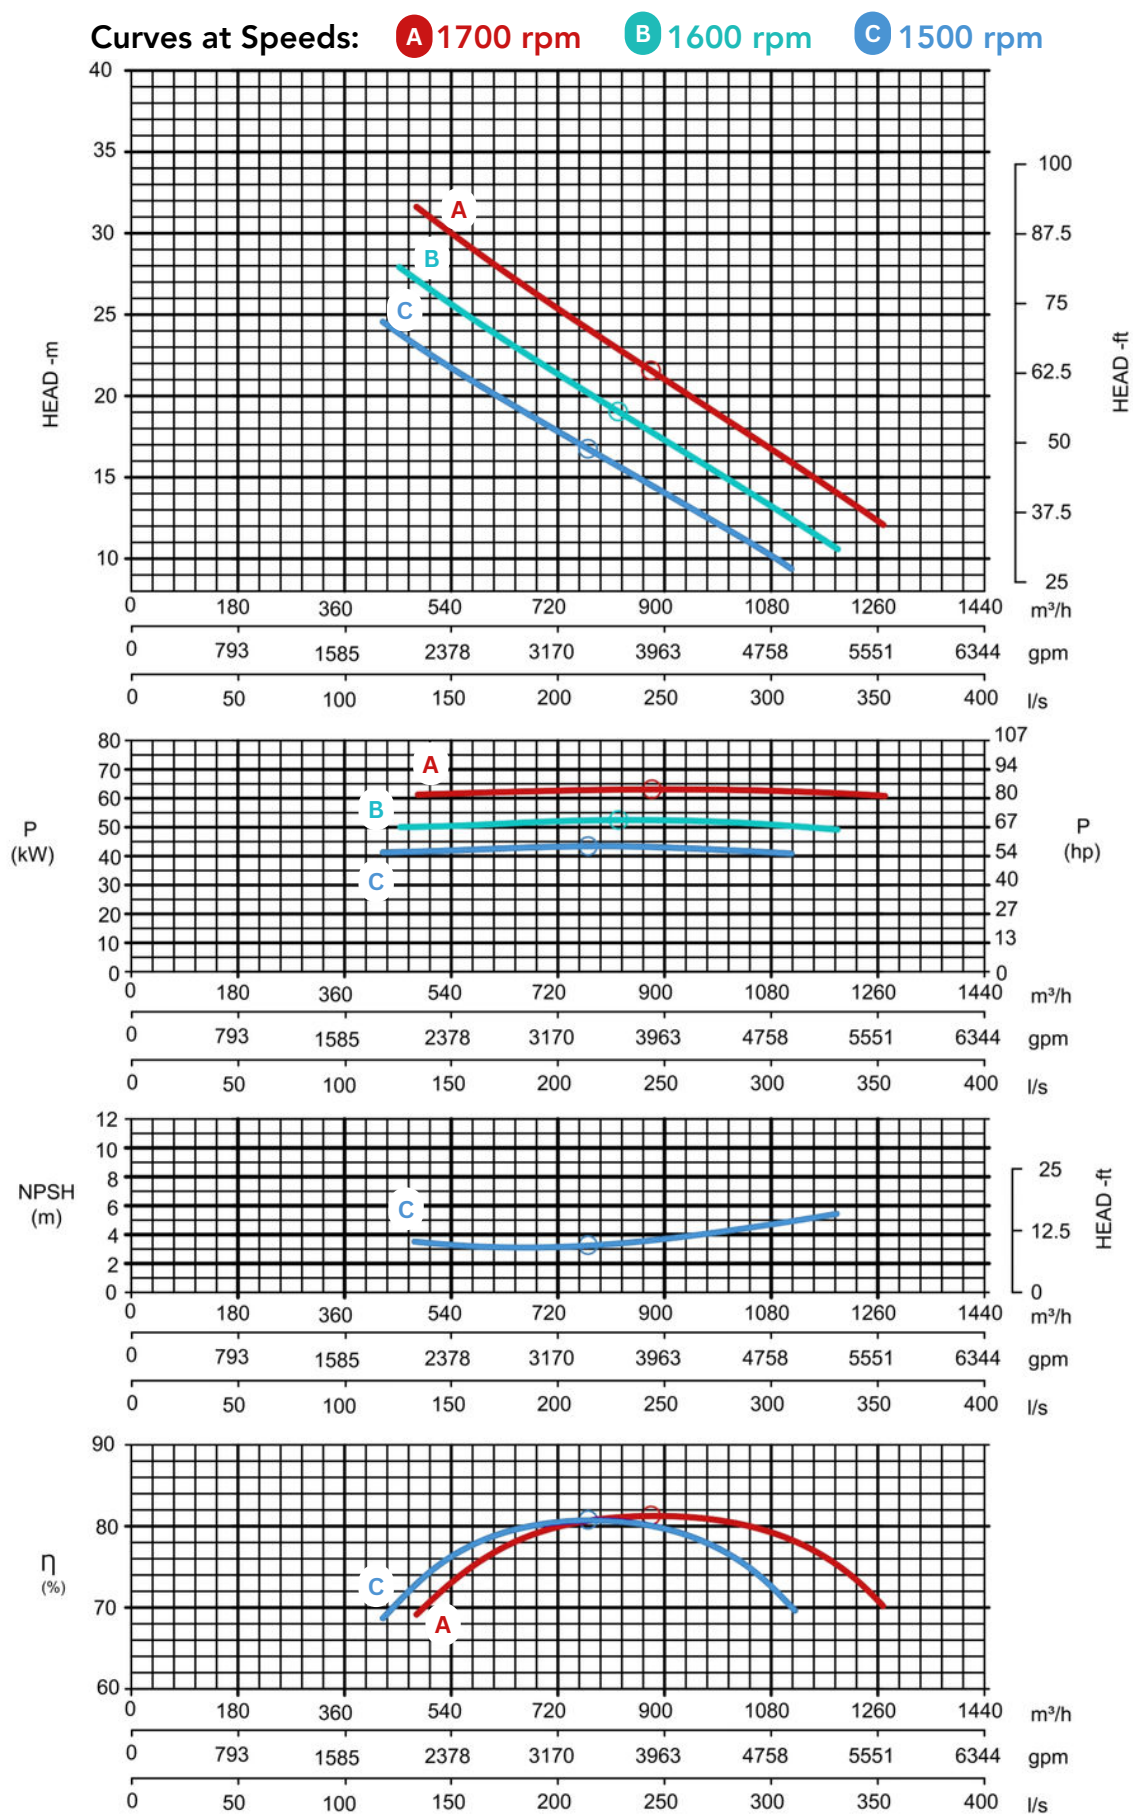 Curves at Speeds: A 1700 rpm B 1600 rpm C 1500 rpm
40
35
30
25
20
15
10
HEAD -m
A
B
C
100
87.5
75
62.5
50
37.5
25
HEAD -ft
0 180 360 540 720 900 1080 1260 1440 m³/h
0 793 1585 2378 3170 3963 4758 5551 6344 gpm
0 50 100 150 200 250 300 350 400 l/s
80
70
60
50
40
30
20
10
0
P
(kW)
A
B
C
107
94
80
67
54
40
27
13
0
P
(hp)
0 180 360 540 720 900 1080 1260 1440 m³/h
0 793 1585 2378 3170 3963 4758 5551 6344 gpm
0 50 100 150 200 250 300 350 400 l/s
12
10
8
6
4
2
0
NPSH
(m)
C
25
12.5
0
HEAD -ft
0 180 360 540 720 900 1080 1260 1440 m³/h
0 793 1585 2378 3170 3963 4758 5551 6344 gpm
0 50 100 150 200 250 300 350 400 l/s
90
80
70
60
η
(%)
C
A
0 180 360 540 720 900 1080 1260 1440 m³/h
0 793 1585 2378 3170 3963 4758 5551 6344 gpm
0 50 100 150 200 250 300 350 400 l/s